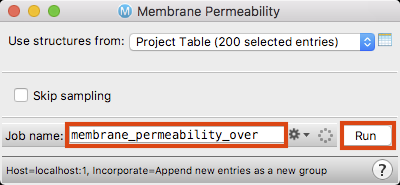 Membrane Permeability
Use structures from: Project Table (200 selected entries)
Skip sampling
Job name: membrane_permeability_over Run
Host=localhost:1, Incorporate=Append new entries as a new group ?